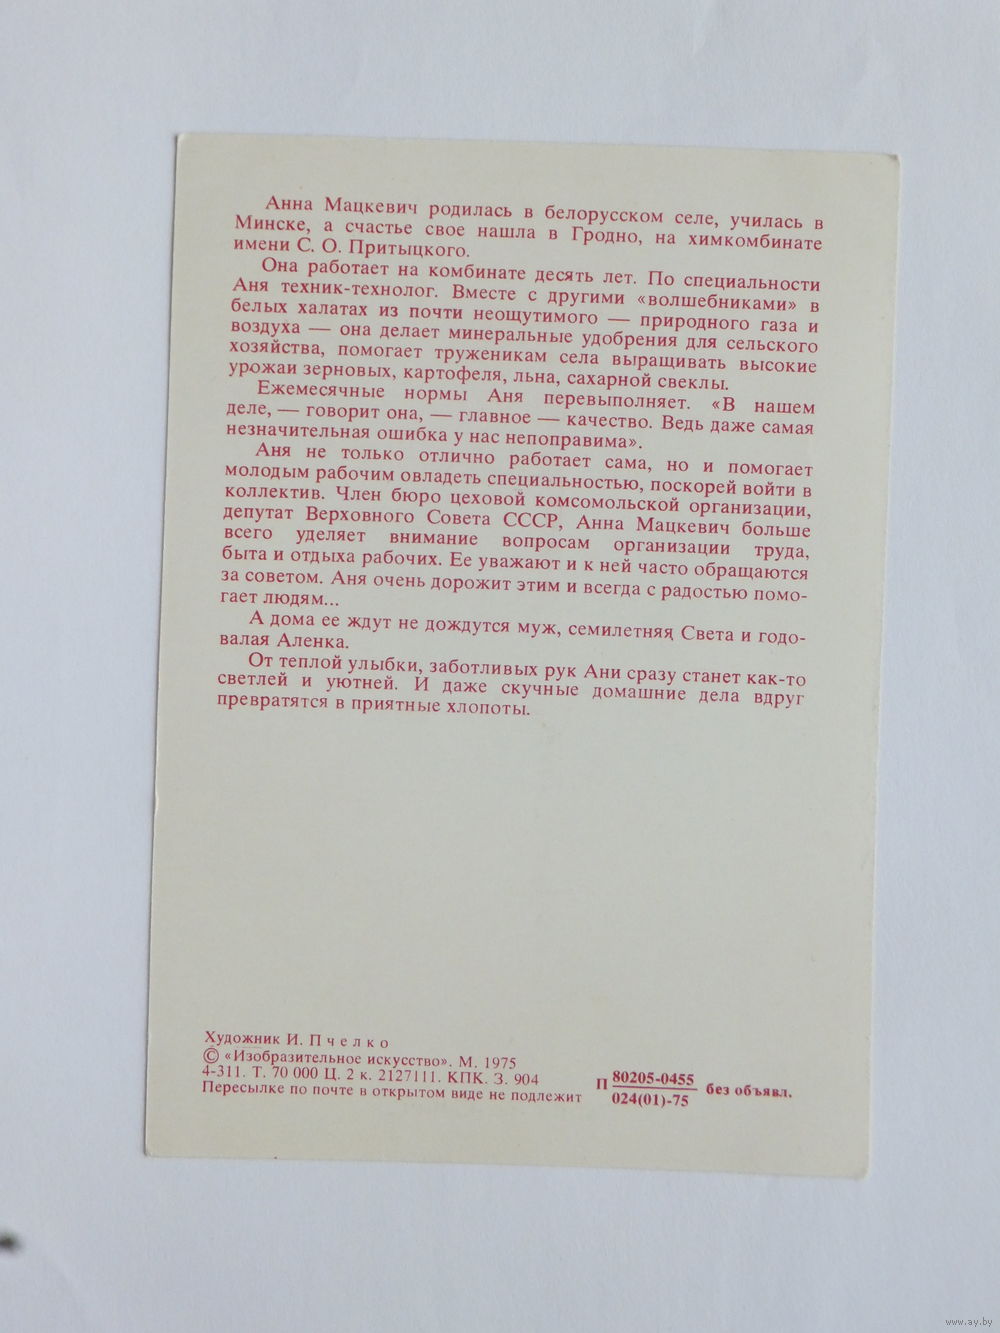 Анна Мацкевич родилась в белорусском селе, училась в
Минске, а счастье свое нашла в Гродно, на химкомбинате
имени С. О. Притыцкого.
Она работает на комбинате десять лет. По специальности
Аня техник-технолог. Вместе с другими «волшебниками» в
белых халатах из почти неощутимого — природного газа и
воздуха — она делает минеральные удобрения для сельского
хозяйства, помогает труженикам села выращивать высокие
урожаи зерновых, картофеля, льна, сахарной свеклы.
Ежемесячные нормы Аня перевыполняет. «В нашем
деле, — говорит она, — главное — качество. Ведь даже самая
незначительная ошибка у нас непоправима».
Аня не только отлично работает сама, но и помогает
молодым рабочим овладеть специальностью, поскорей войти в
коллектив. Член бюро цеховой комсомольской организации,
депутат Верховного Совета СССР, Анна Мацкевич больше
всего уделяет внимание вопросам организации труда,
быта и отдыха рабочих. Ее уважают и к ней часто обращаются
за советом. Аня очень дорожит этим и всегда с радостью помо-
гает людям...
А дома ее ждут не дождутся муж, семилетняя Света и годо-
валая Аленка.
От теплой улыбки, заботливых рук Ани сразу станет как-то
светлей и уютней. И даже скучные домашние дела вдруг
превратятся в приятные хлопоты.
Художник И. Пчелко
© «Изобразительное искусство». М. 1975
4-311. Т. 70 000 Ц. 2 к. 2127111. КПК. З. 904
Пересылке по почте в открытом виде не подлежит
П 80205-0455 без объявл.
024(01)-75
www.ay.by